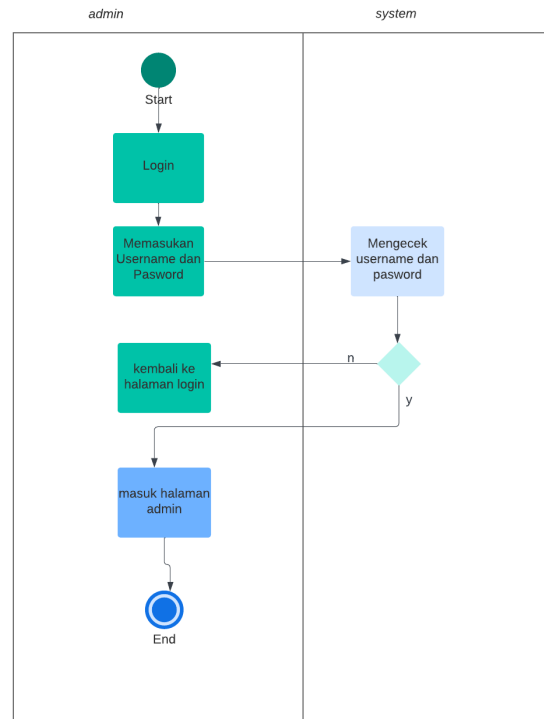 admin
system
Start
Login
Memasukan
Username dan
Pasword
Mengecek
username dan
pasword
kembali ke
halaman login
n
y
masuk halaman
admin
End